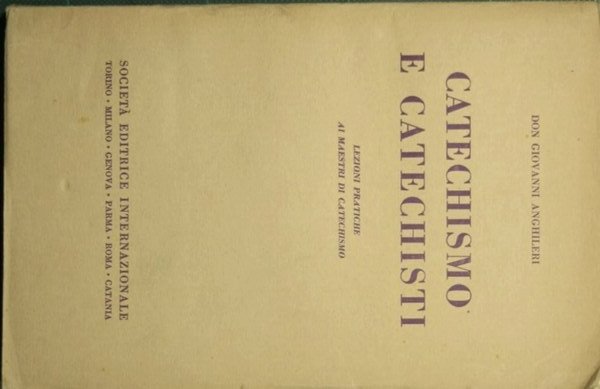 DON GIOVANNI ANGHILERI
CATECHISMO
E CATECHISTI
LEZIONI PRATICHE
AI MAESTRI DI CATECHISMO
SOCIETÀ EDITRICE INTERNAZIONALE
TORINO • MILANO • GENOVA • PARMA • ROMA • CATANIA